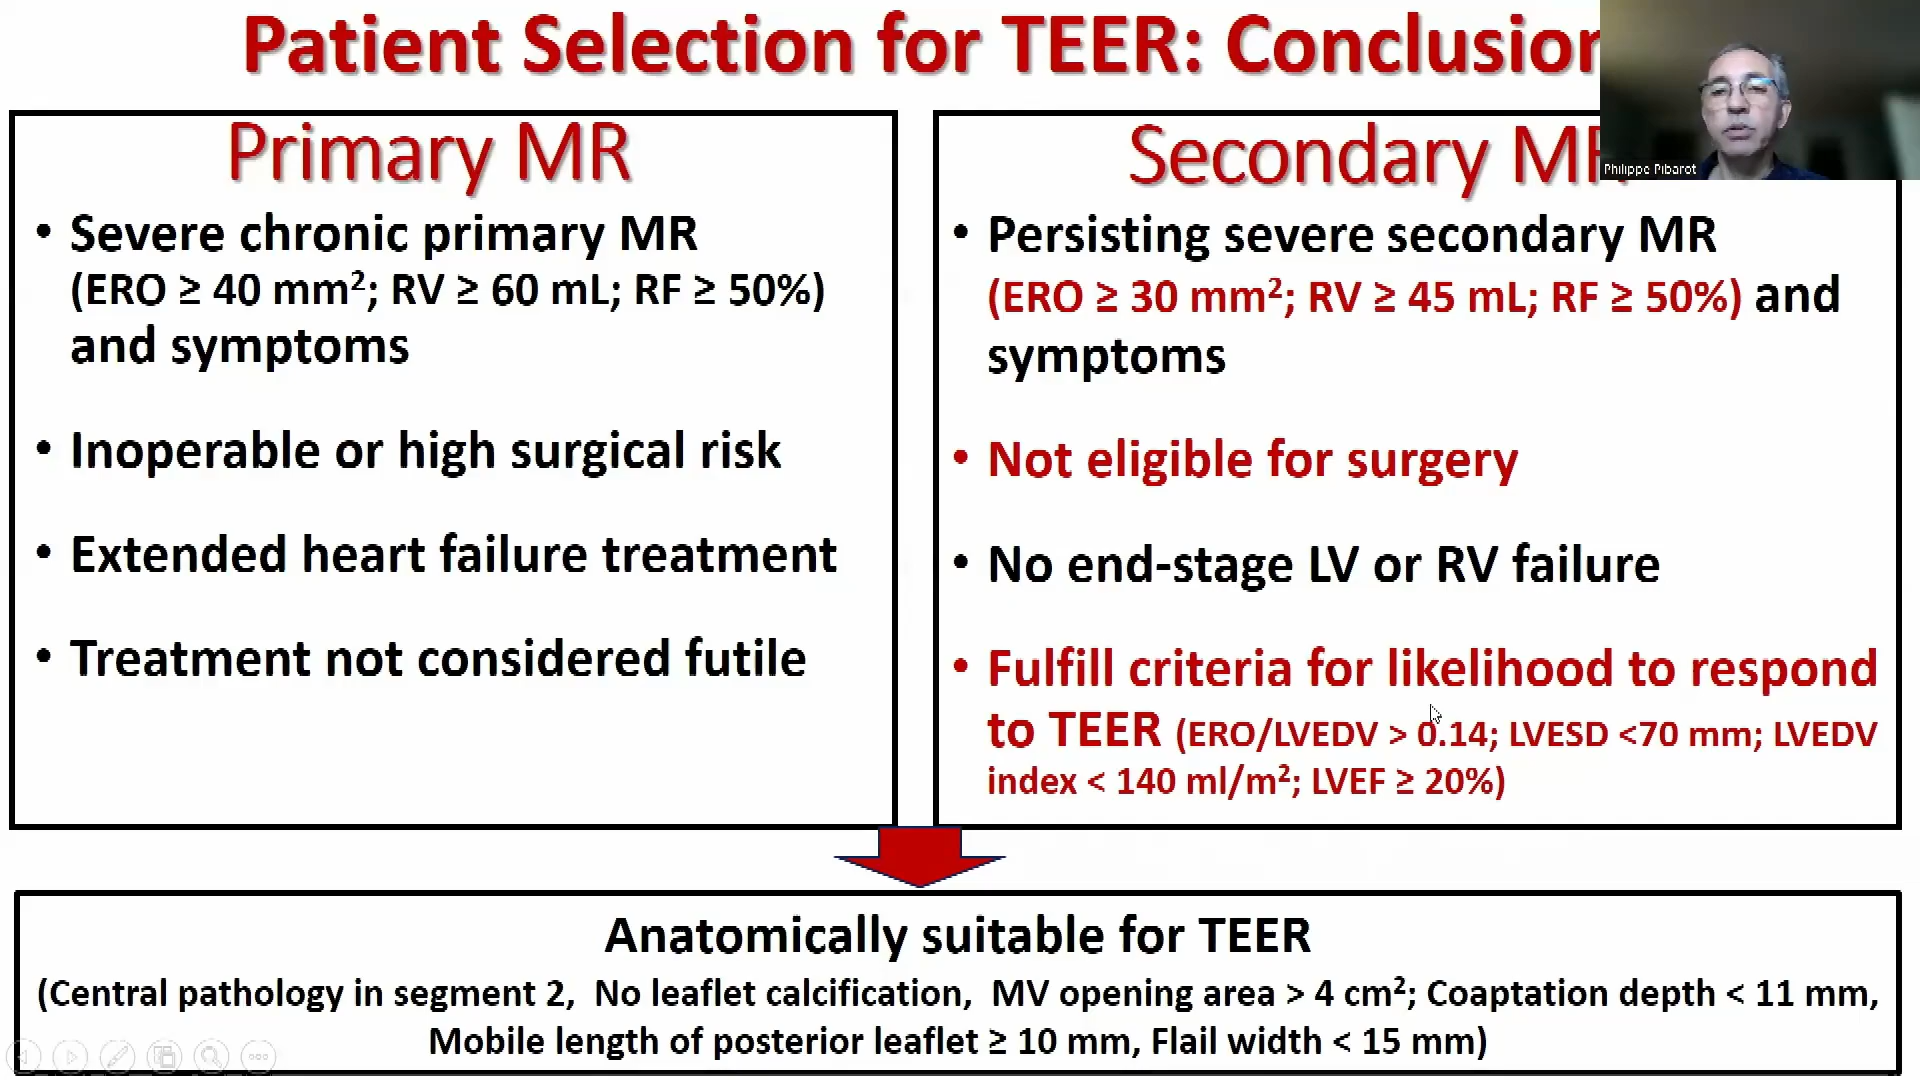 Patient Selection for TEER: Conclusion
Philippe Pibarot
Primary MR
• Severe chronic primary MR
(ERO ≥ 40 mm²; RV ≥ 60 mL; RF ≥ 50%)
and symptoms
• Inoperable or high surgical risk
• Extended heart failure treatment
• Treatment not considered futile
Secondary MR
• Persisting severe secondary MR
(ERO ≥ 30 mm²; RV ≥ 45 mL; RF ≥ 50%) and
symptoms
• Not eligible for surgery
• No end-stage LV or RV failure
• Fulfill criteria for likelihood to respond
to TEER (ERO/LVEDV > 0.14; LVESD <70 mm; LVEDV
index < 140 ml/m²; LVEF ≥ 20%)
Anatomically suitable for TEER
(Central pathology in segment 2, No leaflet calcification, MV opening area > 4 cm²; Coaptation depth < 11 mm,
Mobile length of posterior leaflet ≥ 10 mm, Flail width < 15 mm)